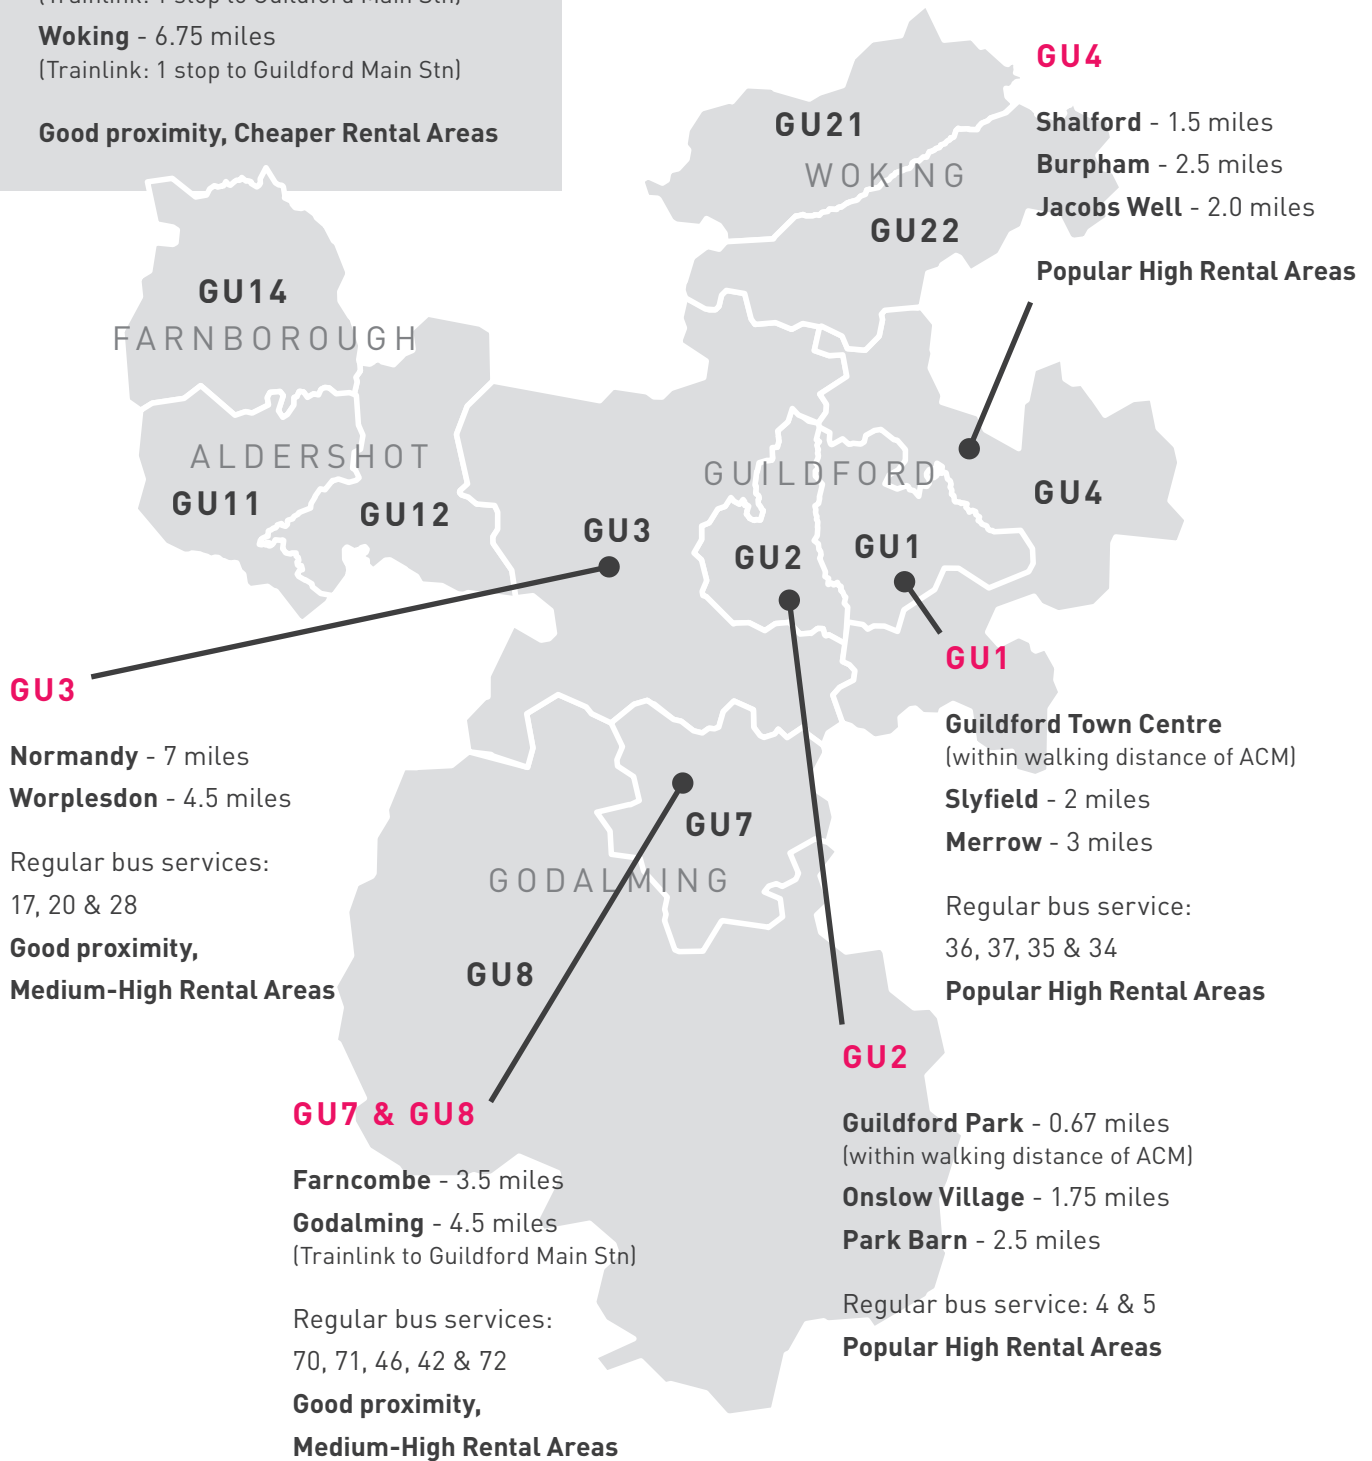 (Trainlink: 1 stop to Guildford Main Stn)
Woking - 6.75 miles
(Trainlink: 1 stop to Guildford Main Stn)
Good proximity, Cheaper Rental Areas
GU4
Shalford - 1.5 miles
Burpham - 2.5 miles
Jacobs Well - 2.0 miles
Popular High Rental Areas
GU21
WOKING
GU22
GU14
FARNBOROUGH
ALDERSHOT
GU11
GU12
GUILDFORD
GU4
GU3
GU2
GU1
GU3
Normandy - 7 miles
Worplesdon - 4.5 miles
Regular bus services:
17, 20 & 28
Good proximity,
Medium-High Rental Areas
GU1
Guildford Town Centre
(within walking distance of ACM)
Slyfield - 2 miles
Merrow - 3 miles
Regular bus service:
36, 37, 35 & 34
Popular High Rental Areas
GU7
GODALMING
GU8
GU7 & GU8
Farncombe - 3.5 miles
Godalming - 4.5 miles
(Trainlink to Guildford Main Stn)
Regular bus services:
70, 71, 46, 42 & 72
Good proximity,
Medium-High Rental Areas
GU2
Guildford Park - 0.67 miles
(within walking distance of ACM)
Onslow Village - 1.75 miles
Park Barn - 2.5 miles
Regular bus service: 4 & 5
Popular High Rental Areas